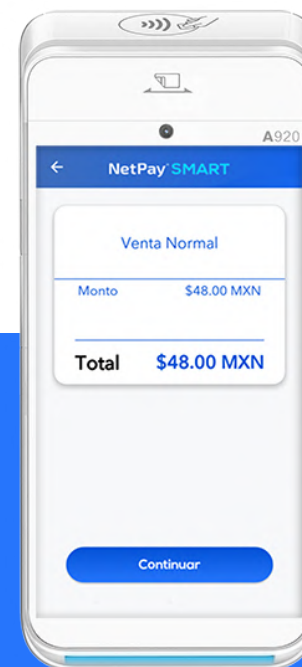 A920
NetPay SMART
Venta Normal
Monto $48.00 MXN
Total $48.00 MXN
Continuar